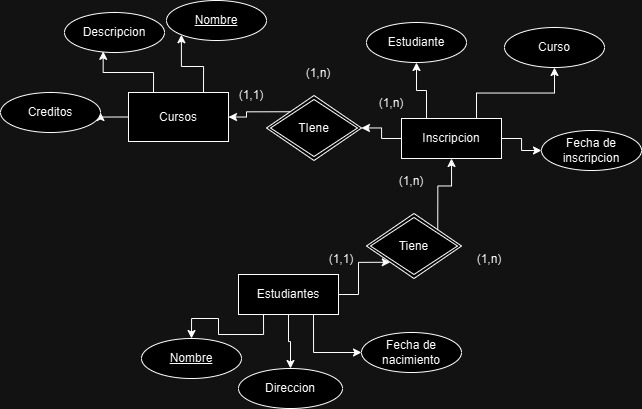 Descripcion
Nombre
Estudiante
Curso
(1,n)
(1,1)
(1,n)
Creditos
Cursos
TIene
Inscripcion
Fecha de
inscripcion
(1,n)
Tiene
(1,1)
(1,n)
Estudiantes
Nombre
Fecha de
nacimiento
Direccion